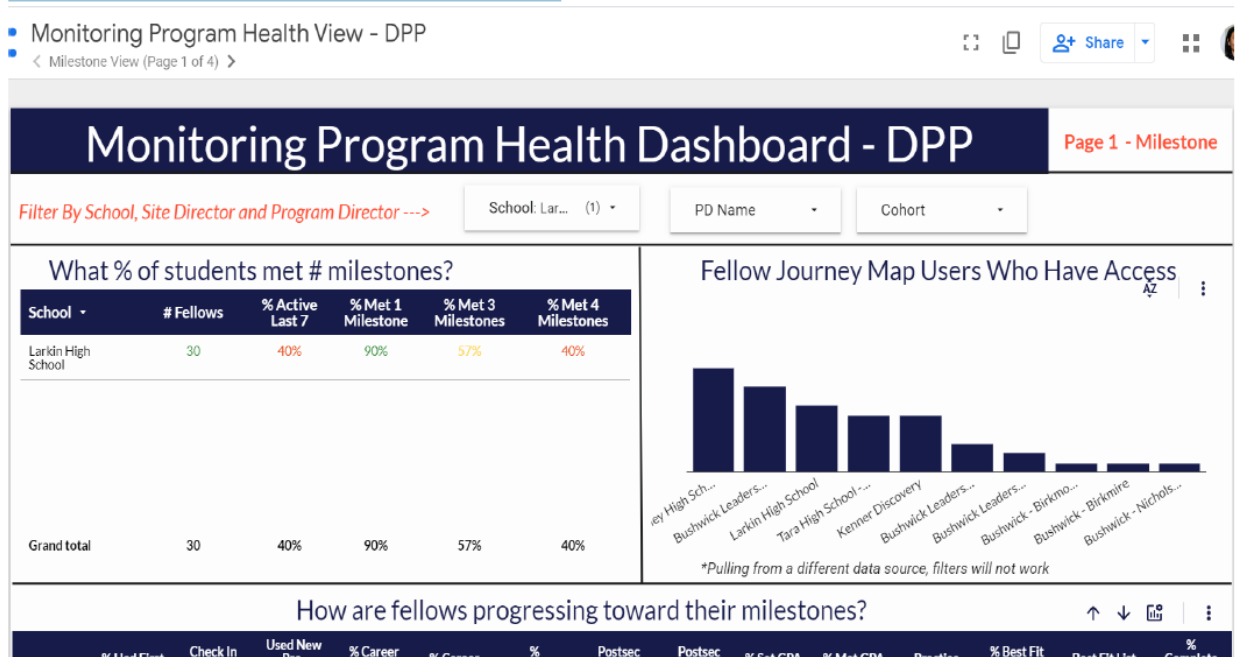 Monitoring Program Health View - DPP
Milestone View (Page 1 of 4)
Share
Monitoring Program Health Dashboard - DPP
Page 1 - Milestone
Filter By School, Site Director and Program Director --->
School: Lar... (1)
PD Name
Cohort
What % of students met # milestones?
School # Fellows % Active Last 7 % Met 1 Milestone % Met 3 Milestones % Met 4 Milestones
Larkin High School 30 40% 90% 57% 40%
Grand total 30 40% 90% 57% 40%
Fellow Journey Map Users Who Have Access
AZ
ey High Sch...
Bushwick Leaders...
Larkin High School
Tara High School -...
Kenner Discovery
Bushwick Leaders...
Bushwick Leaders...
Bushwick - Birkmo...
Bushwick - Birkmire
Bushwick - Nichols...
*Pulling from a different data source, filters will not work
How are fellows progressing toward their milestones?
Check In
Used New
% Career
%
Postsec
Postsec
% Best Fit
%